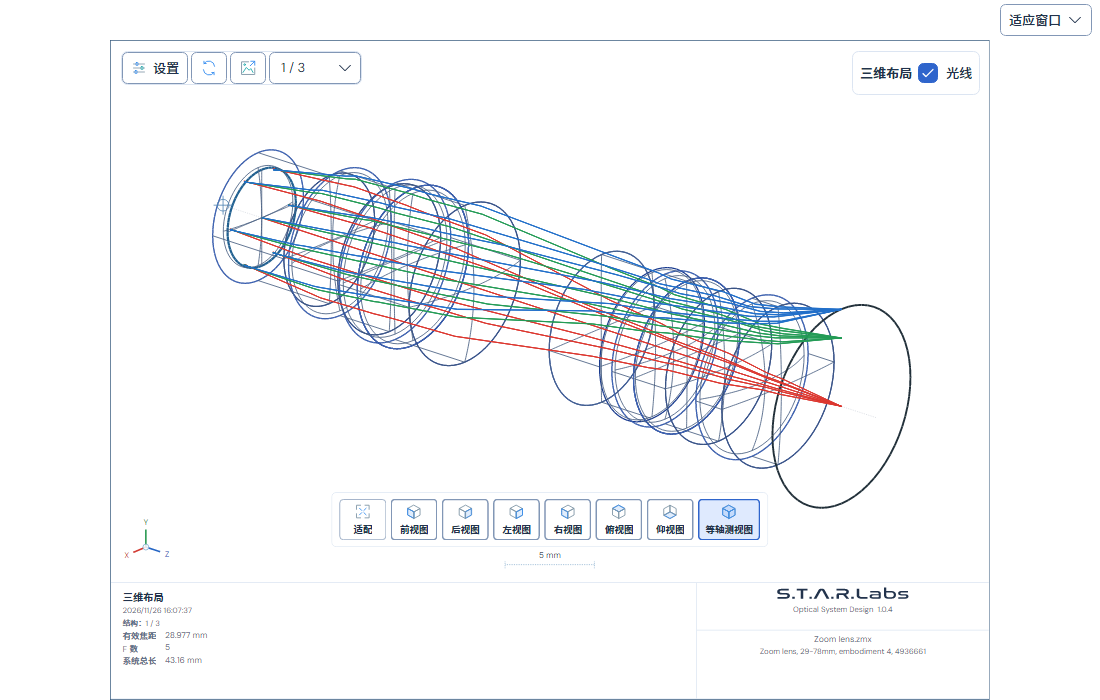 适应窗口
设置
1 / 3
三维布局 光线
适配 前视图 后视图 左视图 右视图 俯视图 仰视图 等轴测视图
5 mm
Y
X Z
三维布局
2026/11/26 16:07:37
结构: 1 / 3
有效焦距 28.977 mm
F 数 5
系统总长 43.16 mm
S.T.A.R.Labs
Optical System Design 1.0.4
Zoom lens.zmx
Zoom lens, 29-78mm, embodiment 4, 4936661